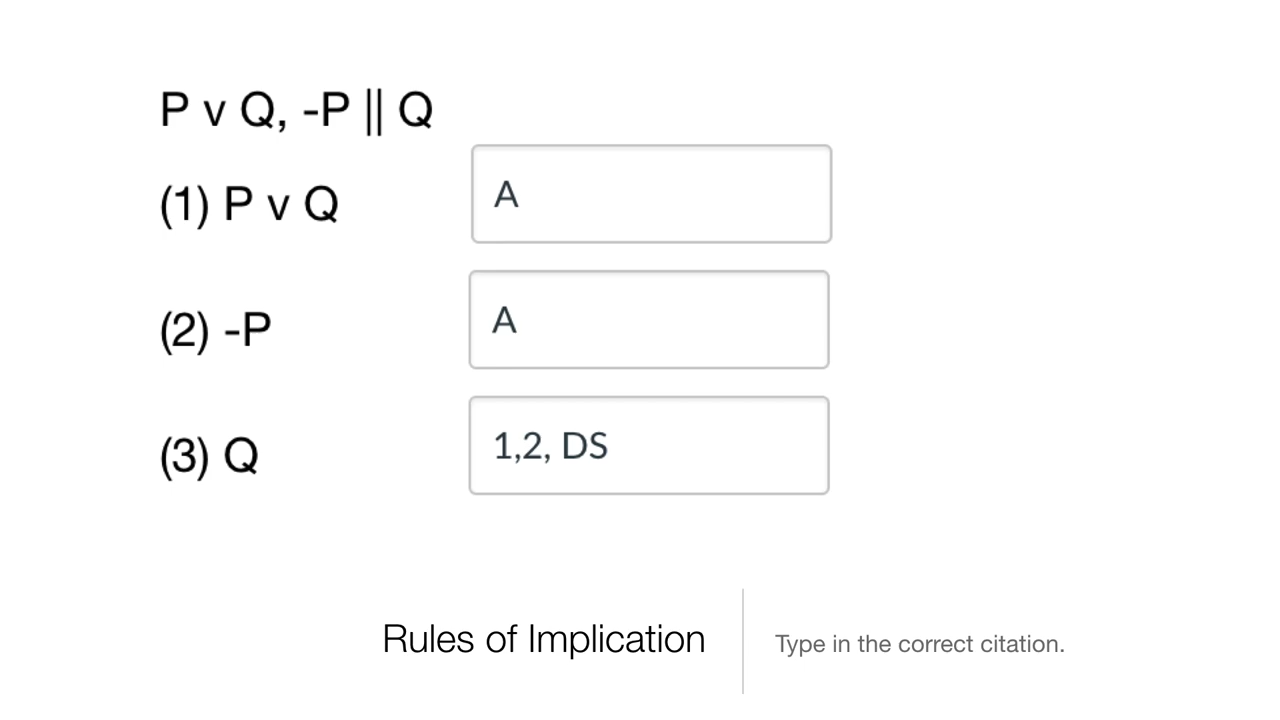 P v Q, -P || Q
(1) P v Q
A
(2) -P
A
(3) Q
1,2, DS
Rules of Implication
Type in the correct citation.